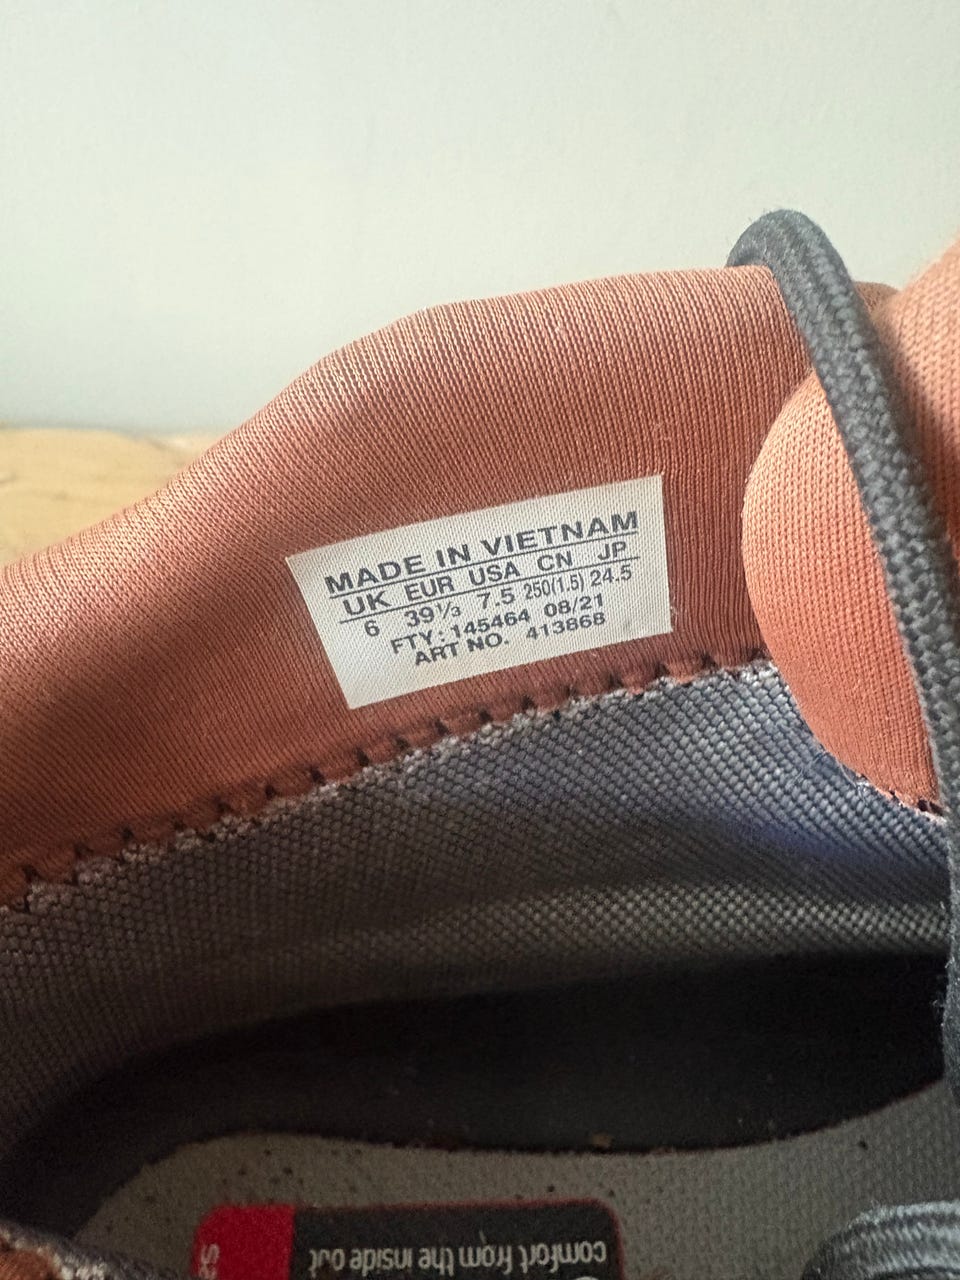 MADE IN VIETNAM
UK EUR USA CN JP
6 39⅓ 7.5 250(1.5) 24.5
FTY: 145464 08/21
ART NO. 413868
comfort from the inside out